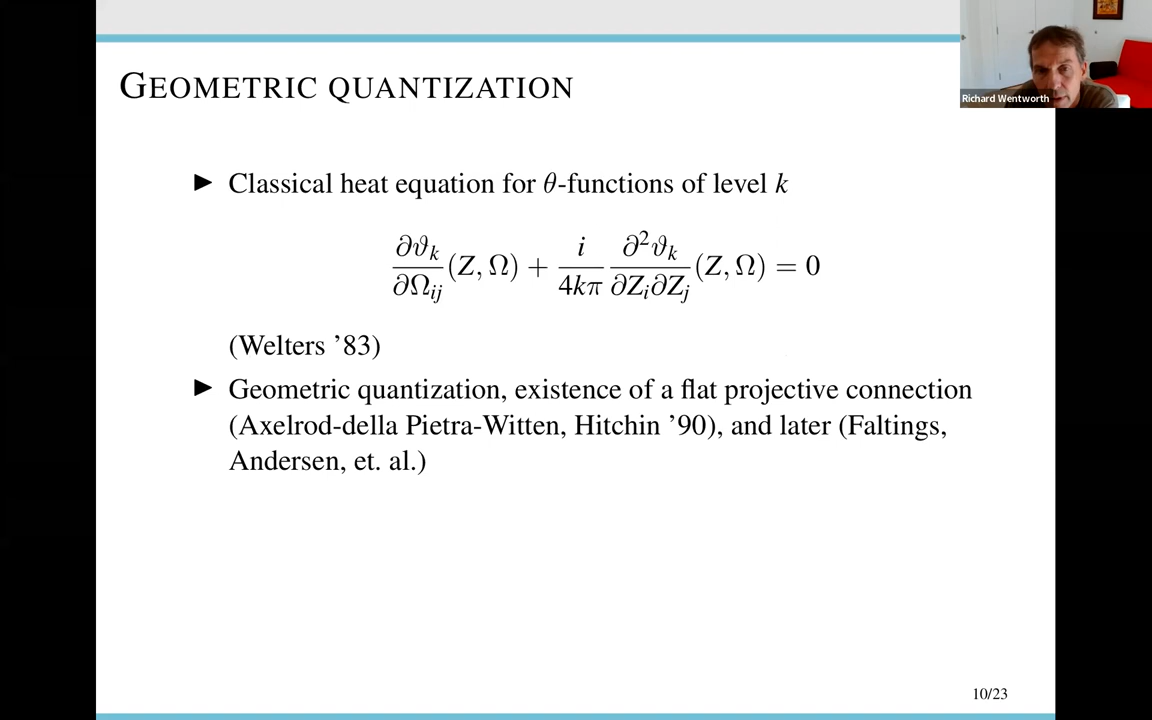 GEOMETRIC QUANTIZATION
Richard Wentworth
▶ Classical heat equation for θ-functions of level k
∂ϑ_k/∂Ω_ij (Z, Ω) + i/4kπ ∂²ϑ_k/∂Z_i∂Z_j (Z, Ω) = 0
(Welters ’83)
▶ Geometric quantization, existence of a flat projective connection
(Axelrod-della Pietra-Witten, Hitchin ’90), and later (Faltings,
Andersen, et. al.)
10/23